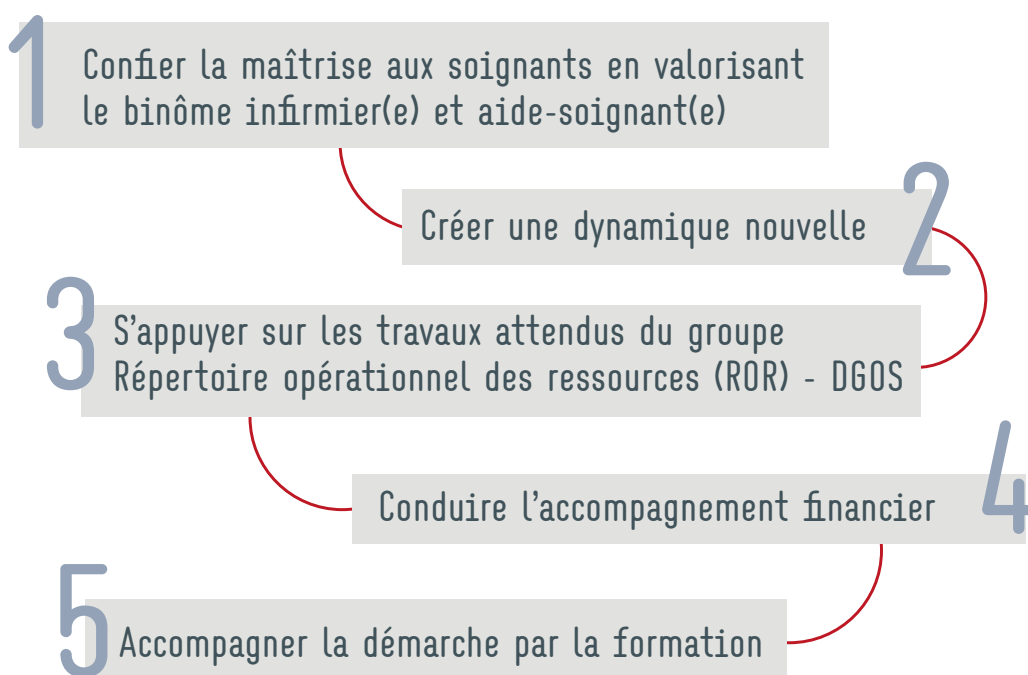 1
Confier la maîtrise aux soignants en valorisant
le binôme infirmier(e) et aide-soignant(e)
2
Créer une dynamique nouvelle
3
S'appuyer sur les travaux attendus du groupe
Répertoire opérationnel des ressources (ROR) - DGOS
4
Conduire l'accompagnement financier
5
Accompagner la démarche par la formation